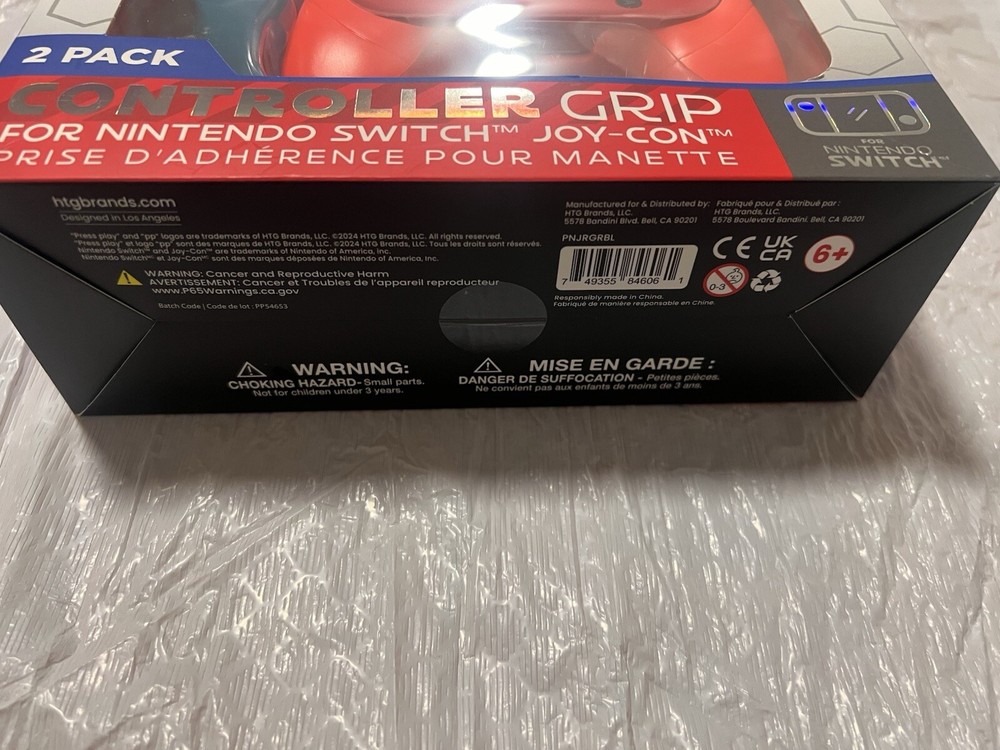 2 PACK
CONTROLLER GRIP
FOR NINTENDO SWITCH™ JOY-CON™
PRISE D'ADHÉRENCE POUR MANETTE
FOR
NINTENDO
SWITCH™
htgbrands.com
Designed in Los Angeles
"Press play" and "pp" logos are trademarks of HTG Brands, LLC. ©2024 HTG Brands, LLC. All rights reserved.
"Press play" et logo "pp" sont des marques de HTG Brands, LLC. ©2024 HTG Brands, LLC. Tous les droits sont réservés.
Nintendo Switch™ and Joy-Con™ are trademarks of Nintendo of America, Inc.
Nintendo Switch™ et Joy-Con™ sont des marques déposées de Nintendo of America, Inc.
WARNING: Cancer and Reproductive Harm
AVERTISSEMENT: Cancer et Troubles de l'appareil reproducteur
www.P65Warnings.ca.gov
Batch Code | Code de lot : PP54653
Manufactured for & Distributed by:
HTG Brands, LLC.
5578 Bandini Blvd. Bell, CA 90201
Fabriqué pour & Distribué par :
HTG Brands, LLC.
5578 Boulevard Bandini. Bell, CA 90201
PNJRGRBL
7 49355 84606 1
Responsibly made in China.
Fabriqué de manière responsable en Chine.
CE UK
CA
0-3
6+
WARNING:
CHOKING HAZARD- Small parts.
Not for children under 3 years.
MISE EN GARDE :
DANGER DE SUFFOCATION - Petites pièces.
Ne convient pas aux enfants de moins de 3 ans.